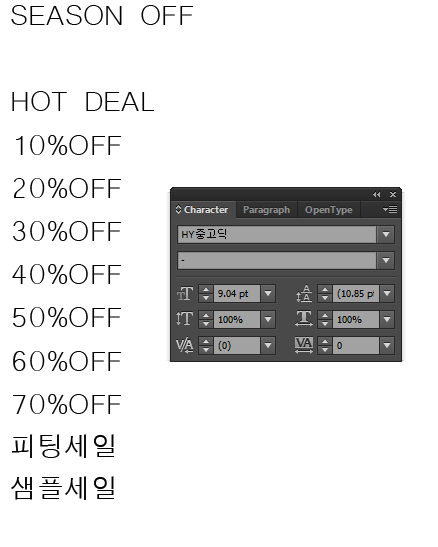 SEASON OFF
HOT DEAL
10%OFF
20%OFF
30%OFF
40%OFF
50%OFF
60%OFF
70%OFF
피팅세일
샘플세일
Character Paragraph OpenType
HY중고딕
-
9.04 pt (10.85 pt
100% 100%
(0) 0